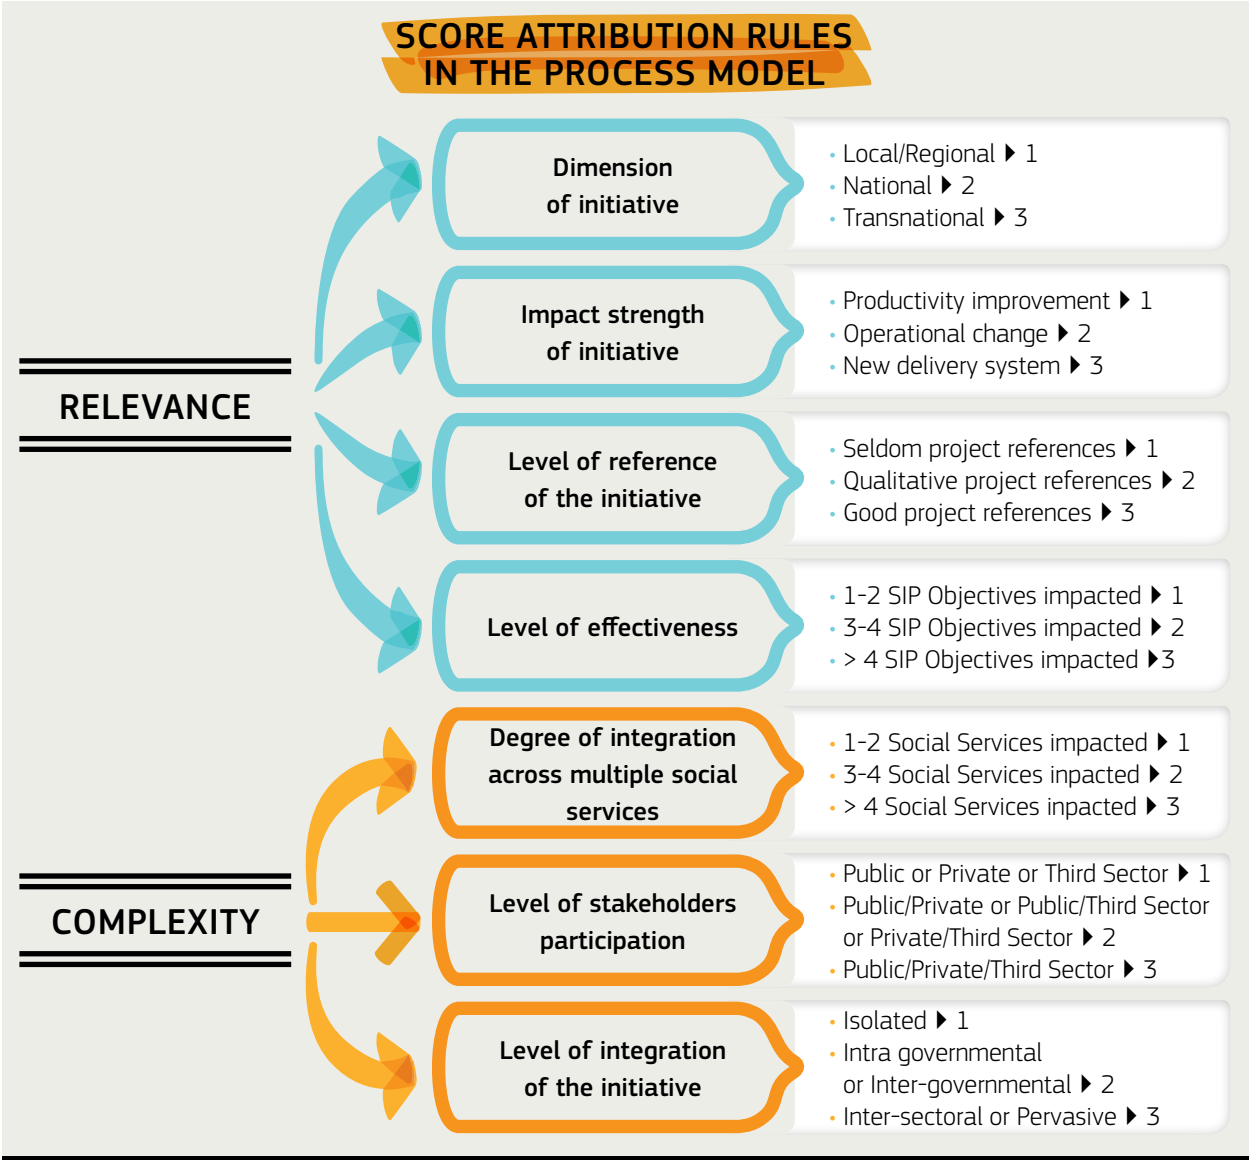 SCORE ATTRIBUTION RULES
IN THE PROCESS MODEL
RELEVANCE
Dimension
of initiative
• Local/Regional ▶ 1
• National ▶ 2
• Transnational ▶ 3
Impact strength
of initiative
• Productivity improvement ▶ 1
• Operational change ▶ 2
• New delivery system ▶ 3
Level of reference
of the initiative
• Seldom project references ▶ 1
• Qualitative project references ▶ 2
• Good project references ▶ 3
Level of effectiveness
• 1-2 SIP Objectives impacted ▶ 1
• 3-4 SIP Objectives impacted ▶ 2
• > 4 SIP Objectives impacted ▶3
COMPLEXITY
Degree of integration
across multiple social
services
• 1-2 Social Services impacted ▶ 1
• 3-4 Social Services inpacted ▶ 2
• > 4 Social Services inpacted ▶ 3
Level of stakeholders
participation
• Public or Private or Third Sector ▶ 1
• Public/Private or Public/Third Sector
or Private/Third Sector ▶ 2
• Public/Private/Third Sector ▶ 3
Level of integration
of the initiative
• Isolated ▶ 1
• Intra governmental
or Inter-governmental ▶ 2
• Inter-sectoral or Pervasive ▶ 3